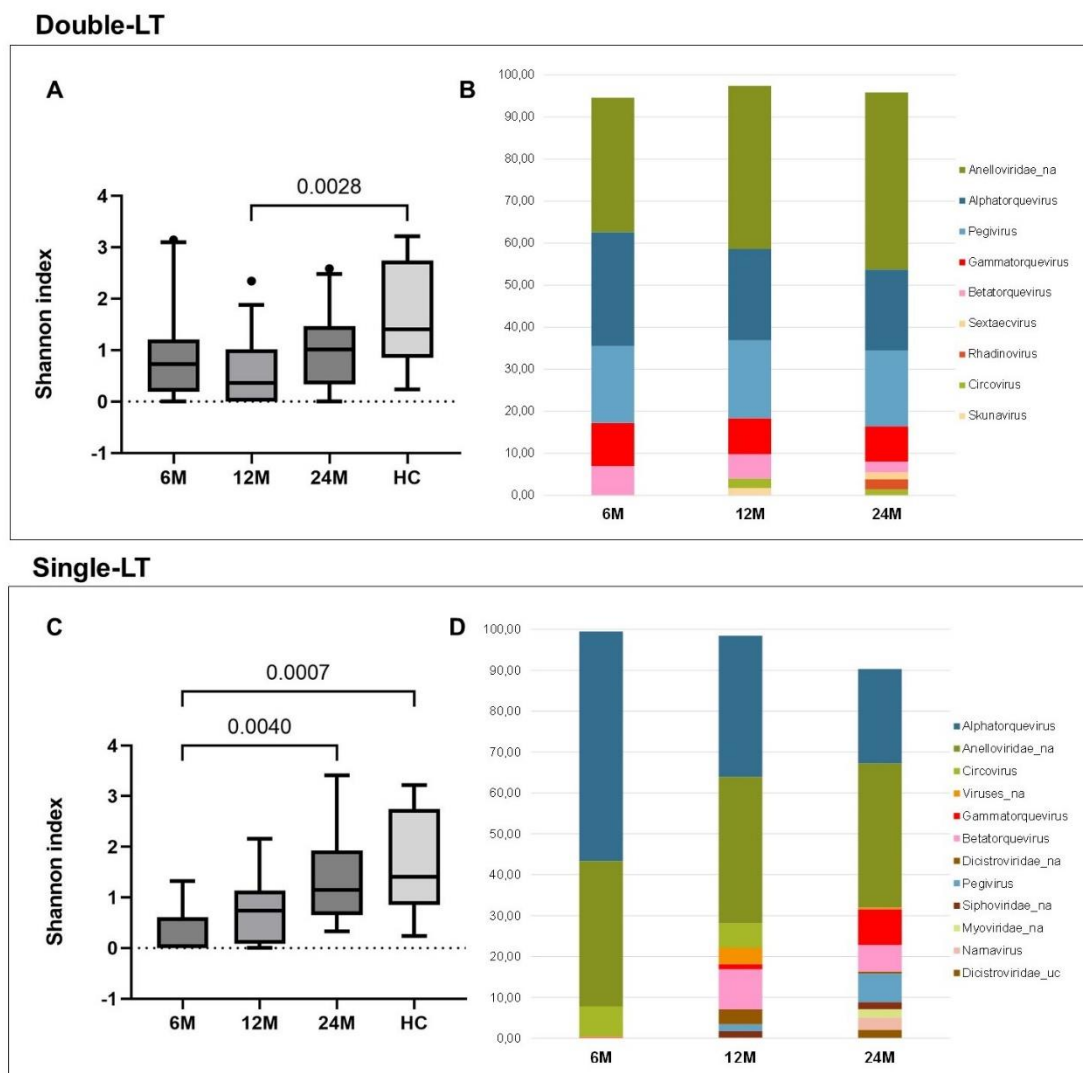 Double-LT
A
0.0028
Shannon index
4
3
2
1
0
-1
6M
12M
24M
HC
B
100,00
90,00
80,00
70,00
60,00
50,00
40,00
30,00
20,00
10,00
0,00
6M
12M
24M
Anelloviridae_na
Alphatorquevirus
Pegivirus
Gammatorquevirus
Betatorquevirus
Sextaecvirus
Rhadinovirus
Circovirus
Skunavirus
Single-LT
C
0.0007
0.0040
Shannon index
4
3
2
1
0
-1
6M
12M
24M
HC
D
100,00
90,00
80,00
70,00
60,00
50,00
40,00
30,00
20,00
10,00
0,00
6M
12M
24M
Alphatorquevirus
Anelloviridae_na
Circovirus
Viruses_na
Gammatorquevirus
Betatorquevirus
Dicistroviridae_na
Pegivirus
Siphoviridae_na
Myoviridae_na
Narnavirus
Dicistroviridae_uc